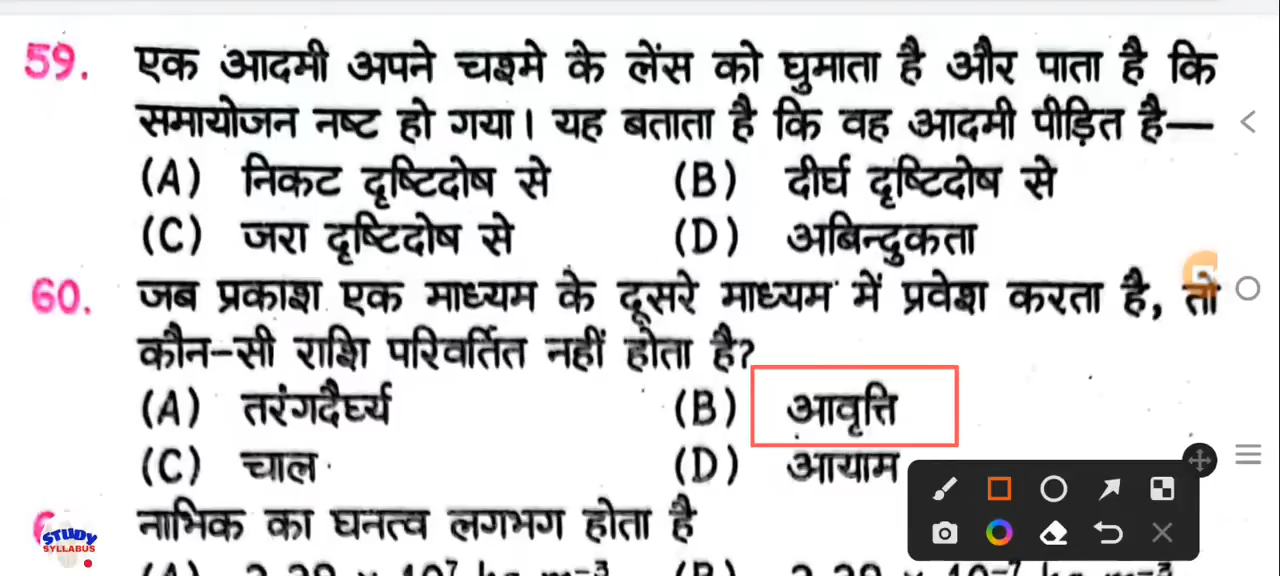 59. एक आदमी अपने चश्मे के लेंस को घुमाता है और पाता है कि
समायोजन नष्ट हो गया। यह बताता है कि वह आदमी पीड़ित है—
(A) निकट दृष्टिदोष से (B) दीर्घ दृष्टिदोष से
(C) जरा दृष्टिदोष से (D) अबिन्दुकता
60. जब प्रकाश एक माध्यम के दूसरे माध्यम में प्रवेश करता है, तो
कौन-सी राशि परिवर्तित नहीं होता है?
(A) तरंगदैर्घ्य (B) आवृत्ति
(C) चाल (D) आयाम
नाभिक का घनत्व लगभग होता है
STUDY
SYLLABUS